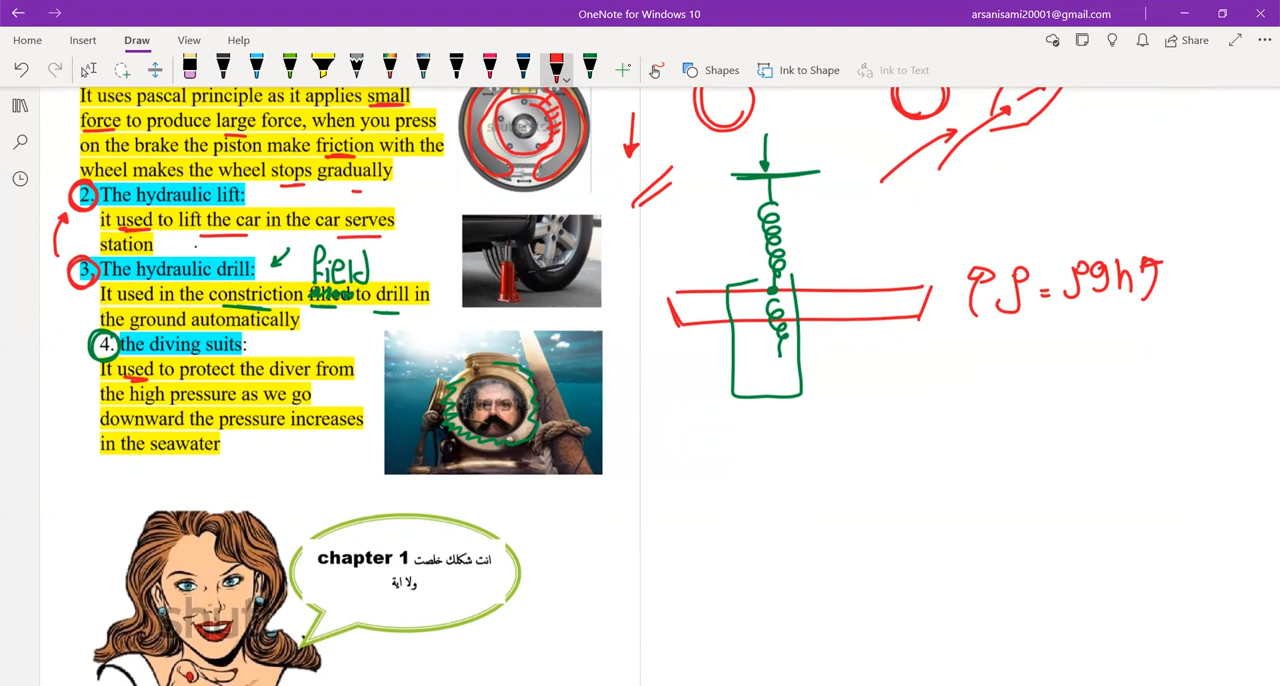 OneNote for Windows 10
arsanisami20001@gmail.com
Home
Insert
Draw
View
Help
Share
Shapes
Ink to Shape
Ink to Text
It uses pascal principle as it applies small
force to produce large force, when you press
on the brake the piston make friction with the
wheel makes the wheel stops gradually
2. The hydraulic lift:
it used to lift the car in the car serves
station
3. The hydraulic drill:
field
It used in the constriction filled to drill in
the ground automatically
4. the diving suits:
It used to protect the diver from
the high pressure as we go
downward the pressure increases
in the seawater
= ρgh
انت شكلك خلصت chapter 1
ولا اية